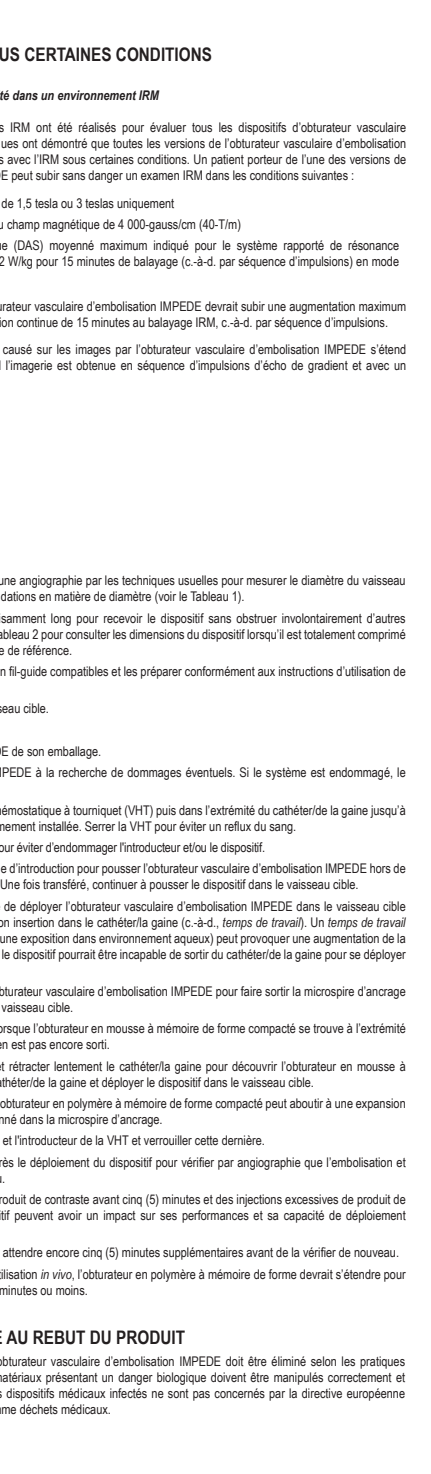 US CERTAINES CONDITIONS
té dans un environnement IRM
s IRM ont été réalisés pour évaluer tous les dispositifs d'obturateur vasculaire
ues ont démontré que toutes les versions de l'obturateur vasculaire d'embolisation
s avec l'IRM sous certaines conditions. Un patient porteur de l'une des versions de
E peut subir sans danger un examen IRM dans les conditions suivantes :
de 1,5 tesla ou 3 teslas uniquement
u champ magnétique de 4 000-gauss/cm (40-T/m)
ue (DAS) moyenné maximum indiqué pour le système rapporté de résonance
2 W/kg pour 15 minutes de balayage (c.-à-d. par séquence d'impulsions) en mode
urateur vasculaire d'embolisation IMPEDE devrait subir une augmentation maximum
ion continue de 15 minutes au balayage IRM, c.-à-d. par séquence d'impulsions.
causé sur les images par l'obturateur vasculaire d'embolisation IMPEDE s'étend
l'imagerie est obtenue en séquence d'impulsions d'écho de gradient et avec un
une angiographie par les techniques usuelles pour mesurer le diamètre du vaisseau
dations en matière de diamètre (voir le Tableau 1).
isamment long pour recevoir le dispositif sans obstruer involontairement d'autres
ableau 2 pour consulter les dimensions du dispositif lorsqu'il est totalement comprimé
e de référence.
n fil-guide compatibles et les préparer conformément aux instructions d'utilisation de
seau cible.
DE de son emballage.
MPEDE à la recherche de dommages éventuels. Si le système est endommagé, le
hémostatique à tourniquet (VHT) puis dans l'extrémité du cathéter/de la gaine jusqu'à
mement installée. Serrer la VHT pour éviter un reflux du sang.
our éviter d'endommager l'introducteur et/ou le dispositif.
e d'introduction pour pousser l'obturateur vasculaire d'embolisation IMPEDE hors de
Une fois transféré, continuer à pousser le dispositif dans le vaisseau cible.
de déployer l'obturateur vasculaire d'embolisation IMPEDE dans le vaisseau cible
on insertion dans le cathéter/la gaine (c.-à-d., temps de travail). Un temps de travail
une exposition dans environnement aqueux) peut provoquer une augmentation de la
le dispositif pourrait être incapable de sortir du cathéter/de la gaine pour se déployer
obturateur vasculaire d'embolisation IMPEDE pour faire sortir la microspire d'ancrage
vaisseau cible.
orsque l'obturateur en mousse à mémoire de forme compacté se trouve à l'extrémité
en est pas encore sorti.
et rétracter lentement le cathéter/la gaine pour découvrir l'obturateur en mousse à
athéter/de la gaine et déployer le dispositif dans le vaisseau cible.
obturateur en polymère à mémoire de forme compacté peut aboutir à une expansion
nné dans la microspire d'ancrage.
et l'introducteur de la VHT et verrouiller cette dernière.
rès le déploiement du dispositif pour vérifier par angiographie que l'embolisation et
u.
roduit de contraste avant cinq (5) minutes et des injections excessives de produit de
tif peuvent avoir un impact sur ses performances et sa capacité de déploiement
attendre encore cinq (5) minutes supplémentaires avant de la vérifier de nouveau.
tilisation in vivo, l'obturateur en polymère à mémoire de forme devrait s'étendre pour
minutes ou moins.
E AU REBUT DU PRODUIT
obturateur vasculaire d'embolisation IMPEDE doit être éliminé selon les pratiques
matériaux présentant un danger biologique doivent être manipulés correctement et
s dispositifs médicaux infectés ne sont pas concernés par la directive européenne
mme déchets médicaux.